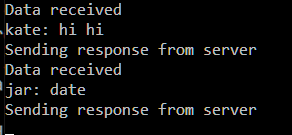 Data received
kate: hi hi
Sending response from server
Data received
jar: date
Sending response from server